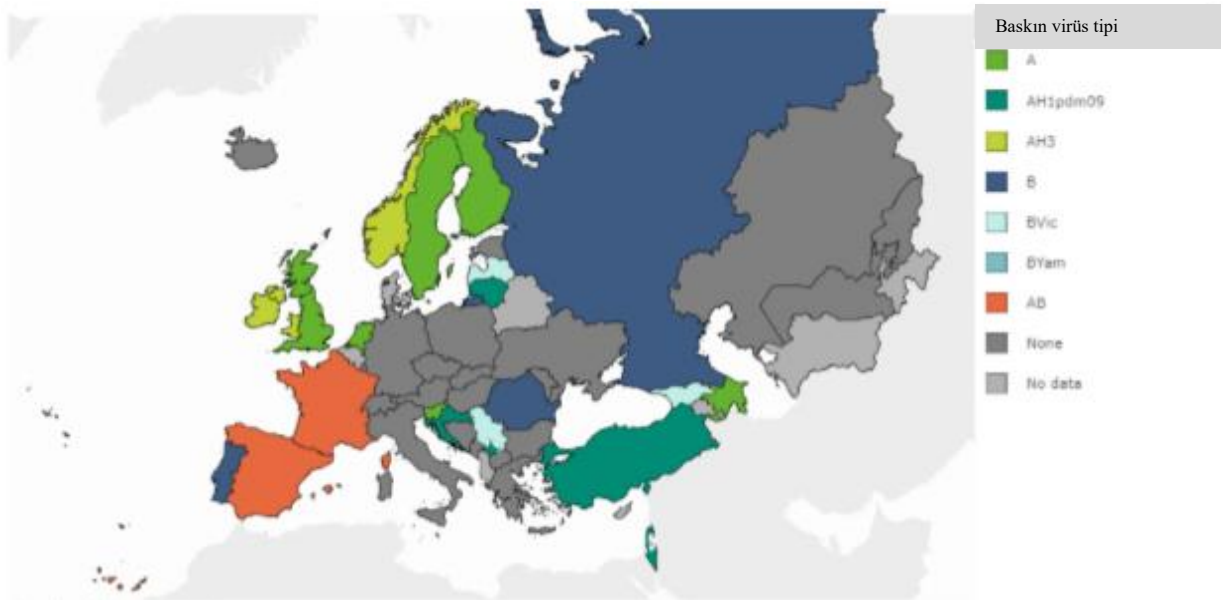 Baskın virüs tipi
A
AH1pdm09
AH3
B
BVic
BYam
AB
None
No data